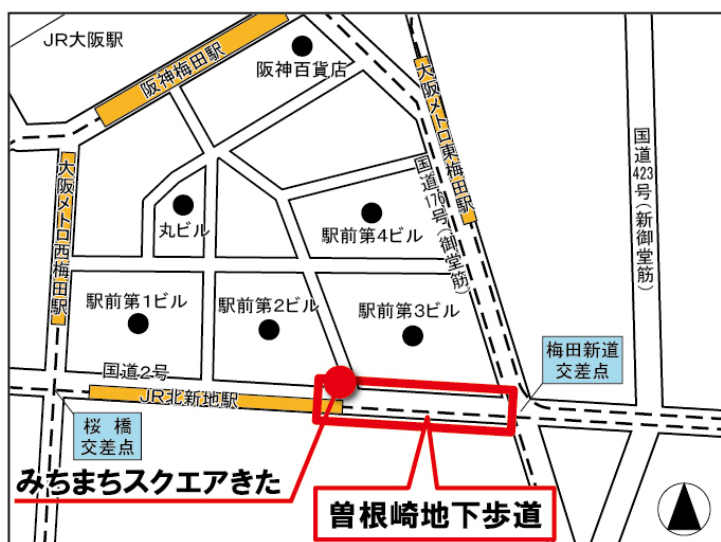 JR大阪駅
阪神梅田駅
阪神百貨店
大阪メトロ東梅田駅
国道423号(新御堂筋)
国道176号(御堂筋)
大阪メトロ西梅田駅
丸ビル
駅前第4ビル
駅前第1ビル
駅前第2ビル
駅前第3ビル
国道2号
JR北新地駅
梅田新道
交差点
桜 橋
交差点
みちまちスクエアきた
曽根崎地下歩道